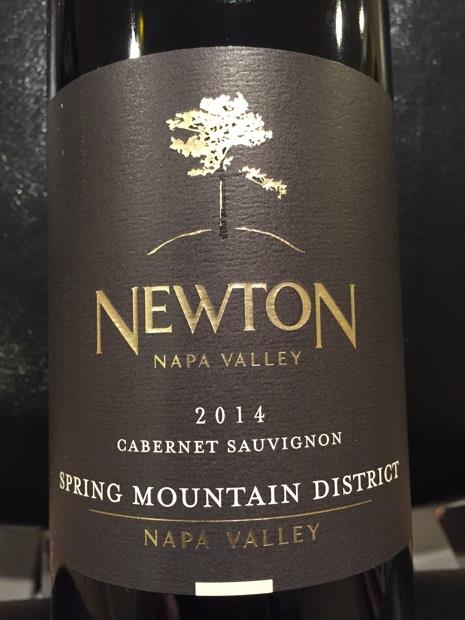 NEWTON
NAPA VALLEY
2014
CABERNET SAUVIGNON
SPRING MOUNTAIN DISTRICT
NAPA VALLEY